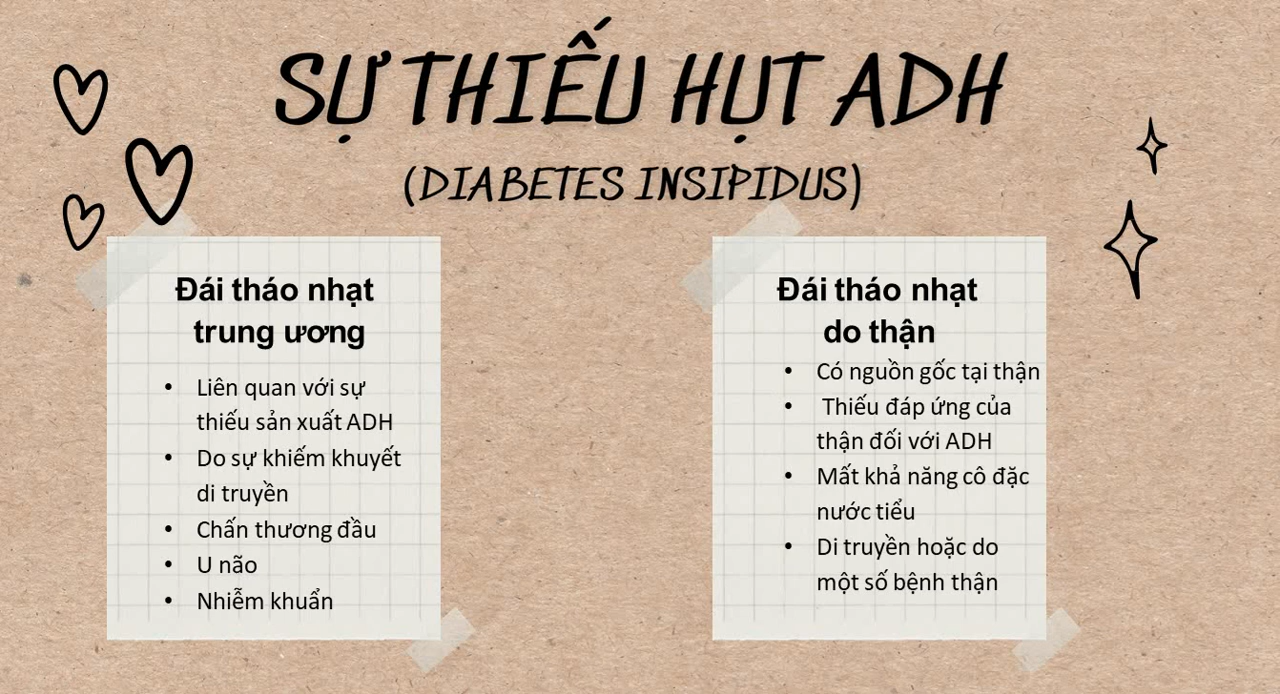 SỰ THIẾU HỤT ADH
(DIABETES INSIPIDUS)
Đái tháo nhạt
trung ương
• Liên quan với sự
thiếu sản xuất ADH
• Do sự khiếm khuyết
di truyền
• Chấn thương đầu
• U não
• Nhiễm khuẩn
Đái tháo nhạt
do thận
• Có nguồn gốc tại thận
• Thiếu đáp ứng của
thận đối với ADH
• Mất khả năng cô đặc
nước tiểu
• Di truyền hoặc do
một số bệnh thận